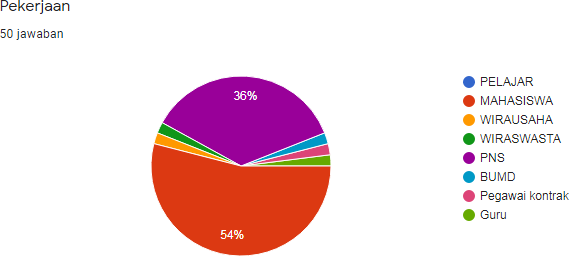 Pekerjaan
50 jawaban
36%
54%
PELAJAR
MAHASISWA
WIRAUSAHA
WIRASWASTA
PNS
BUMD
Pegawai kontrak
Guru